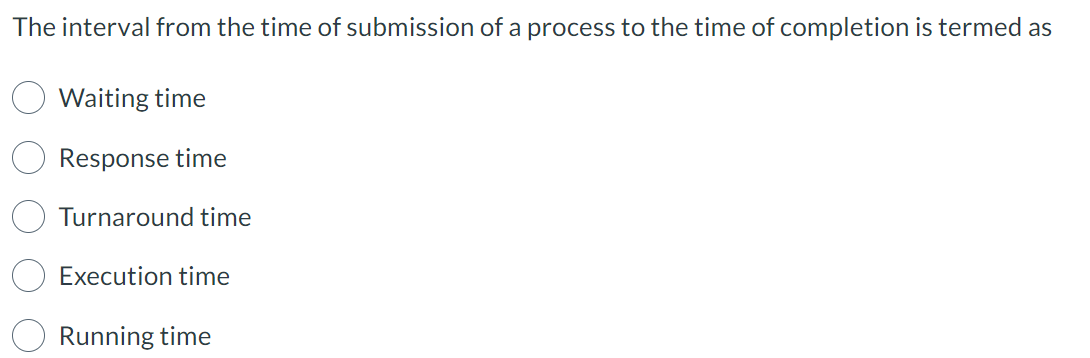 The interval from the time of submission of a process to the time of completion is termed as
Waiting time
Response time
Turnaround time
Execution time
Running time